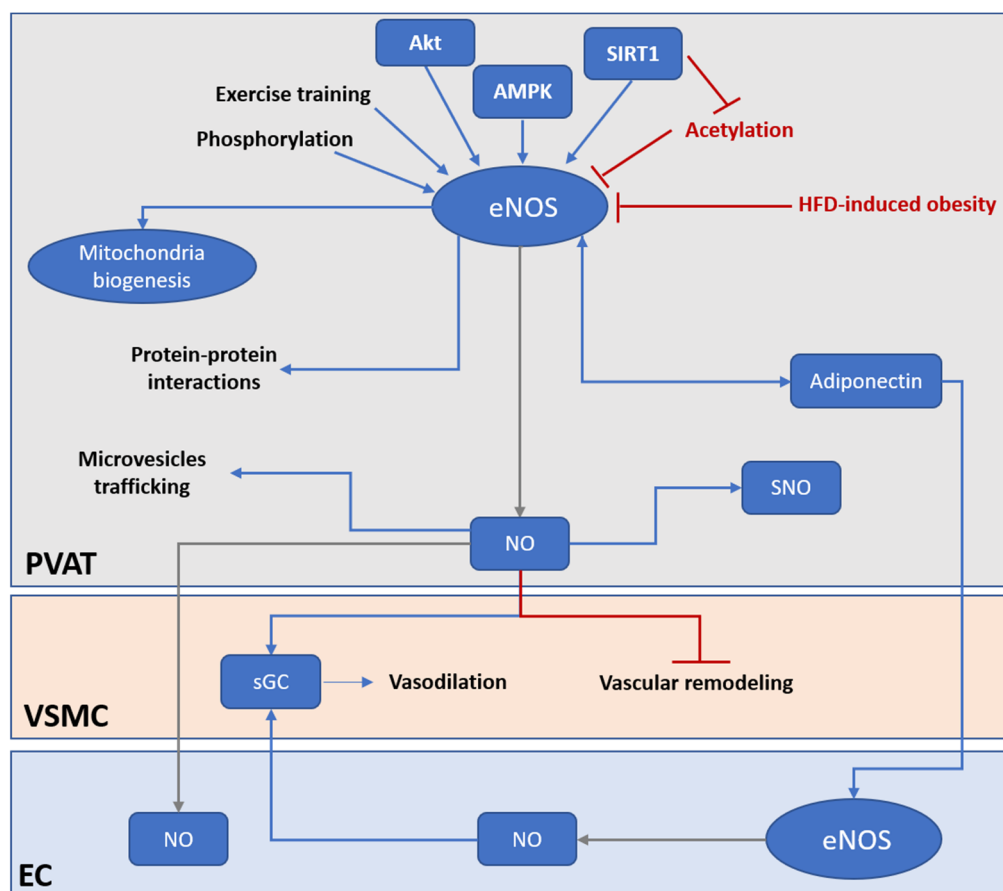 Akt
SIRT1
AMPK
Exercise training
Acetylation
Phosphorylation
eNOS
HFD-induced obesity
Mitochondria
biogenesis
Protein-protein
interactions
Adiponectin
Microvesicles
trafficking
SNO
NO
PVAT
sGC
Vasodilation
Vascular remodeling
VSMC
NO
NO
eNOS
EC